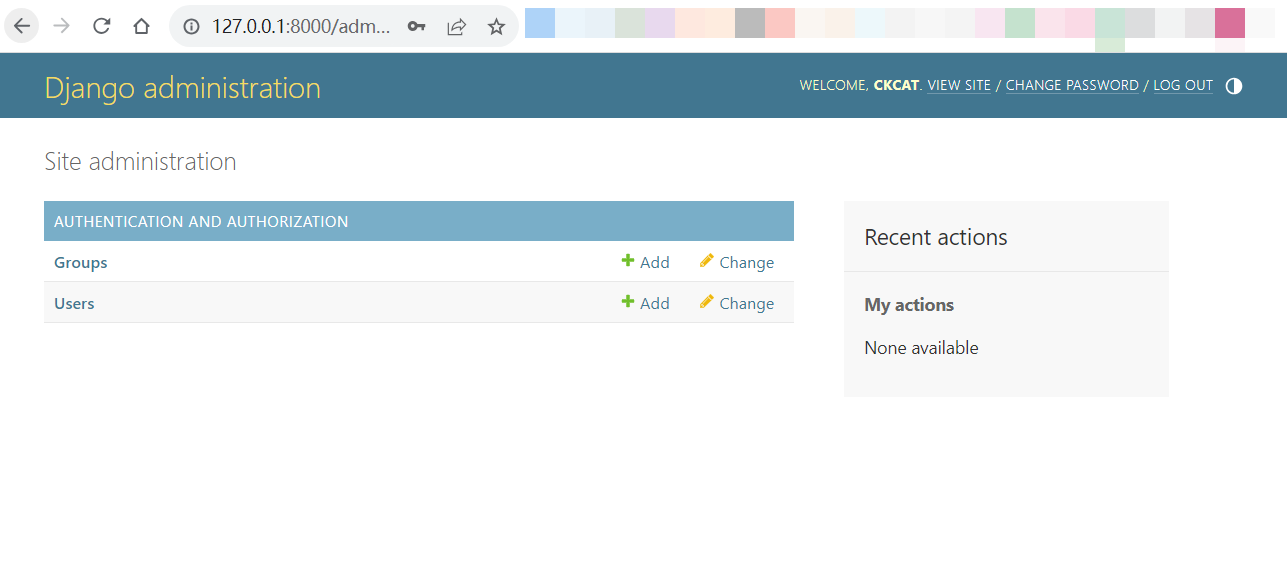 127.0.0.1:8000/adm...
Django administration
WELCOME, CKCAT. VIEW SITE / CHANGE PASSWORD / LOG OUT
Site administration
AUTHENTICATION AND AUTHORIZATION
Groups Add Change
Users Add Change
Recent actions
My actions
None available